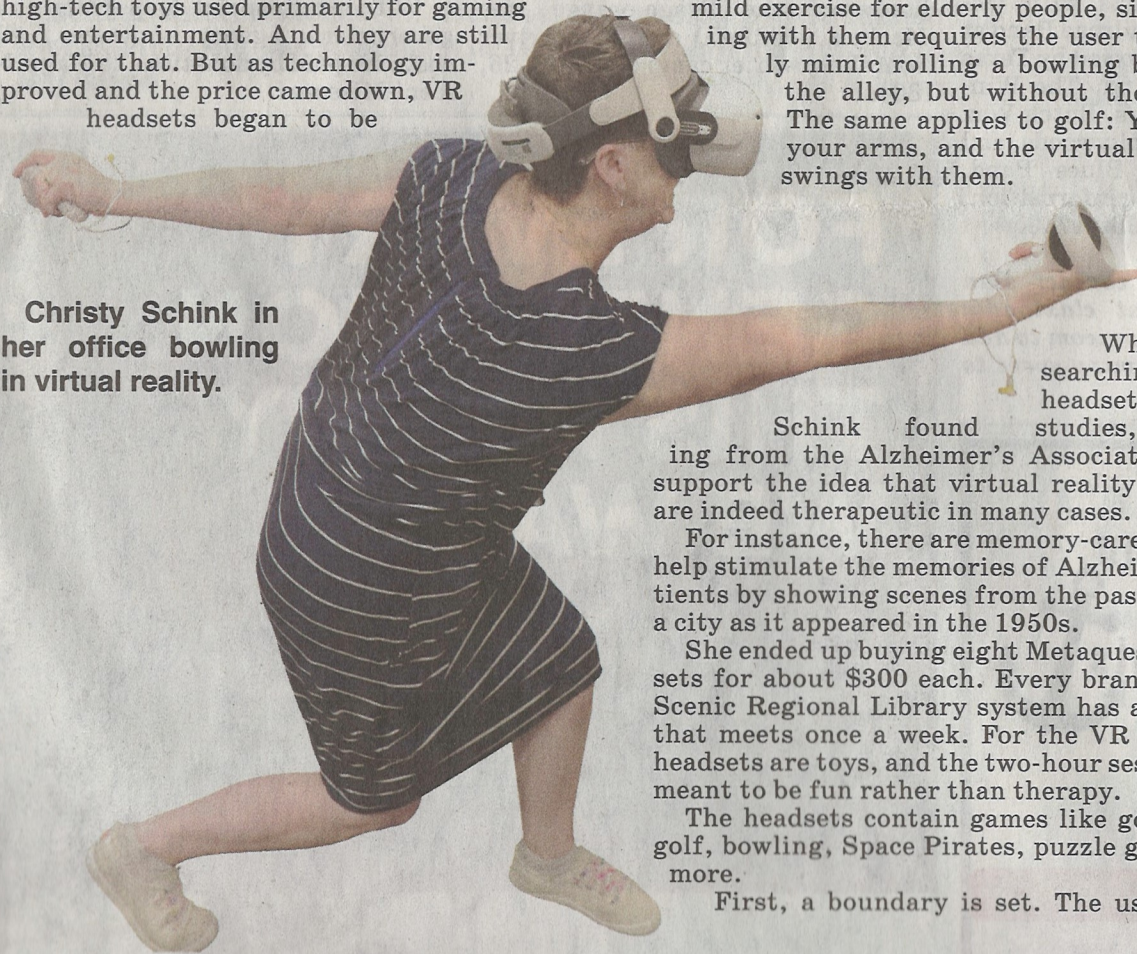 high-tech toys used primarily for gaming
and entertainment. And they are still
used for that. But as technology im-
proved and the price came down, VR
headsets began to be
Christy Schink in
her office bowling
in virtual reality.
mild exercise for elderly people, si
ing with them requires the user
ly mimic rolling a bowling b
the alley, but without the
The same applies to golf: Y
your arms, and the virtual
swings with them.
Wh
searchin
headset
Schink found studies,
ing from the Alzheimer's Associat
support the idea that virtual reality
are indeed therapeutic in many cases.
For instance, there are memory-care
help stimulate the memories of Alzhei
tients by showing scenes from the pas
a city as it appeared in the 1950s.
She ended up buying eight Metaque
sets for about $300 each. Every bran
Scenic Regional Library system has a
that meets once a week. For the VR
headsets are toys, and the two-hour ses
meant to be fun rather than therapy.
The headsets contain games like go
golf, bowling, Space Pirates, puzzle g
more.
First, a boundary is set. The us